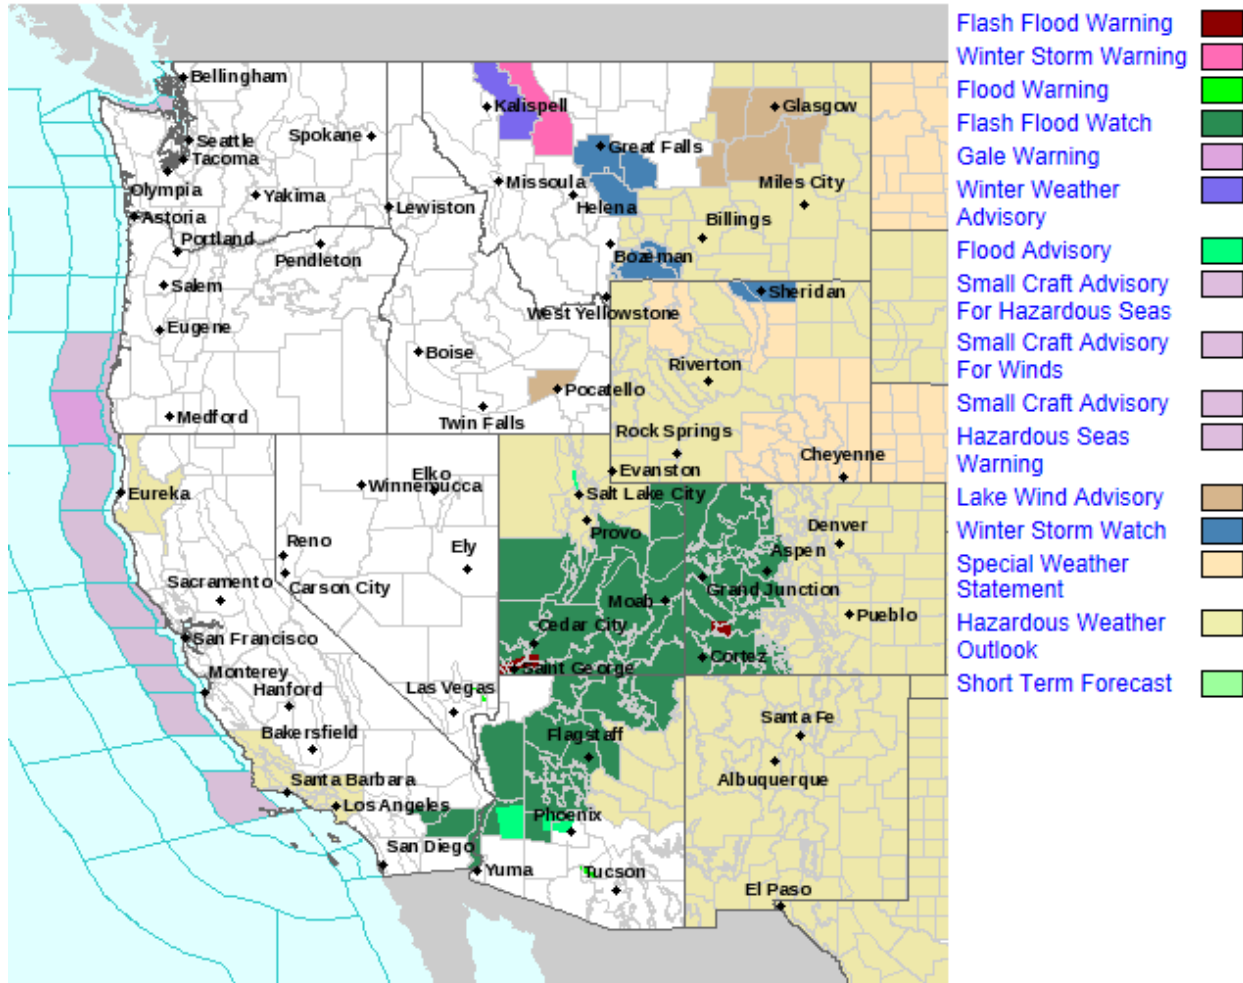 Bellingham
Seattle
Tacoma
Olympia
Spokane
Yakima
Astoria
Lewiston
Portland
Pendleton
Salem
Eugene
Medford
Kalispell
Missoula
Great Falls
Helena
Glasgow
Miles City
Billings
Bozeman
Sheridan
West Yellowstone
Boise
Pocatello
Twin Falls
Riverton
Rock Springs
Cheyenne
Evanston
Eureka
Winnemucca
Elko
Salt Lake City
Provo
Denver
Aspen
Reno
Ely
Carson City
Sacramento
Grand Junction
Moab
Pueblo
San Francisco
Cedar City
Cortez
Saint George
Monterey
Hanford
Las Vegas
Bakersfield
Flagstaff
Santa Fe
Albuquerque
Santa Barbara
Los Angeles
Phoenix
San Diego
Yuma
Tucson
El Paso
Flash Flood Warning
Winter Storm Warning
Flood Warning
Flash Flood Watch
Gale Warning
Winter Weather
Advisory
Flood Advisory
Small Craft Advisory
For Hazardous Seas
Small Craft Advisory
For Winds
Small Craft Advisory
Hazardous Seas
Warning
Lake Wind Advisory
Winter Storm Watch
Special Weather
Statement
Hazardous Weather
Outlook
Short Term Forecast